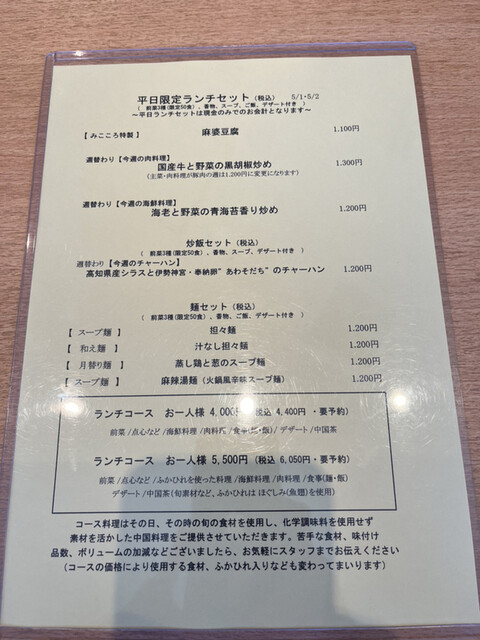 平日限定ランチセット（税込） 5/1・5/2
（ 前菜3種(限定50食)、香物、スープ、ご飯、デザート付き ）
～平日ランチセットは現金のみでのお会計となります～
【 みこころ特製 】 麻婆豆腐 1.100円
週替わり【今週の肉料理】
国産牛と野菜の黒胡椒炒め 1.300円
（主菜・肉料理が豚肉の週は1.200円に変更になります）
週替わり【今週の海鮮料理】
海老と野菜の青海苔香り炒め 1.200円
炒飯セット（税込）
（ 前菜3種(限定50食)、香物、スープ、デザート付き ）
週替わり【今週のチャーハン】
高知県産シラスと伊勢神宮・奉納卵“あわそだち”のチャーハン 1.200円
麺セット（税込）
（ 前菜3種(限定50食)、香物、ご飯、デザート付き ）
【 スープ麺 】 担々麺 1.200円
【 和え麺 】 汁なし担々麺 1.200円
【 月替り麺 】 蒸し鶏と葱のスープ麺 1.200円
【 スープ麺 】 麻辣湯麺（火鍋風辛味スープ麺） 1.200円
ランチコース お一人様 4,000円（税込 4,400円 ・要予約）
前菜/点心など/海鮮料理/肉料理/食事(麺・飯)/デザート/中国茶
ランチコース お一人様 5,500円（税込 6,050円・要予約）
前菜/点心など/ふかひれを使った料理/海鮮料理/肉料理/食事(麺・飯)
デザート/中国茶(旬素材など、ふかひれは ほぐしみ(魚翅)を使用)
コース料理はその日、その時の旬の食材を使用し、化学調味料を使用せず
素材を活かした中国料理をご提供させていただきます。苦手な食材、味付け
品数、ボリュームの加減などございましたら、お気軽にスタッフまでお伝えください
（コースの価格により使用する食材、ふかひれ入りなども変わってまいります）